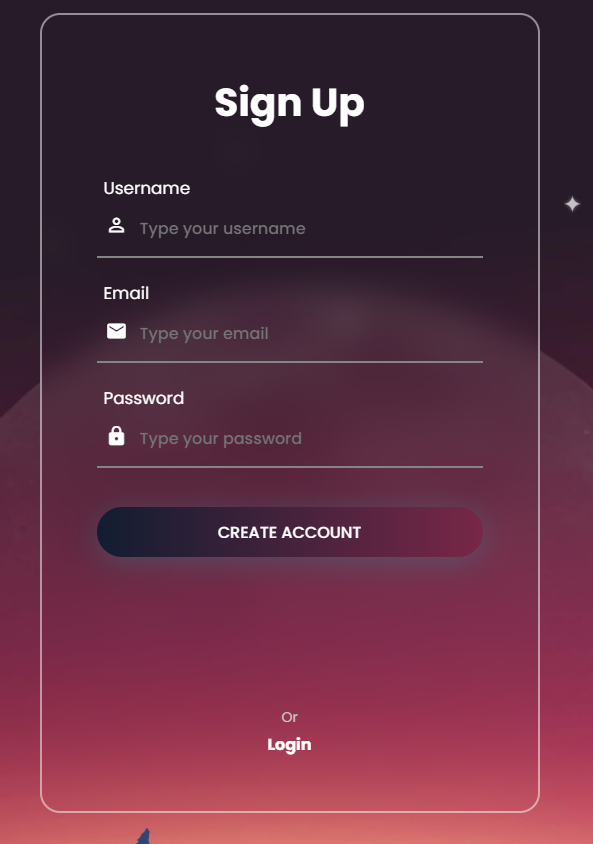 Sign Up
Username
Type your username
Email
Type your email
Password
Type your password
CREATE ACCOUNT
Or
Login